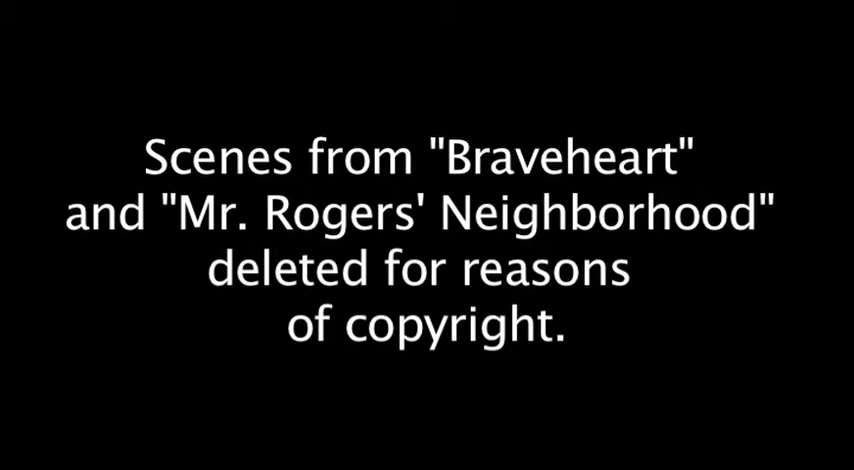 Scenes from "Braveheart"
and "Mr. Rogers' Neighborhood"
deleted for reasons
of copyright.